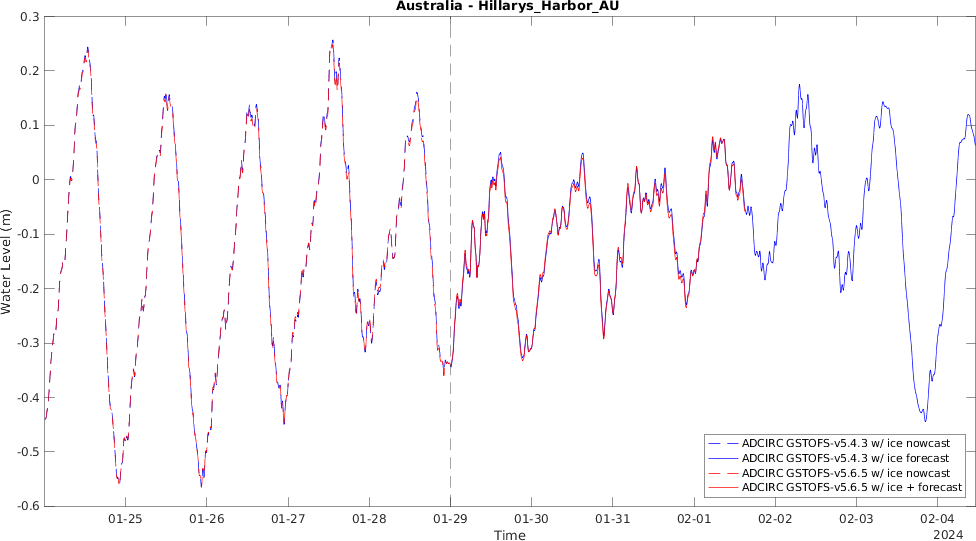 Australia - Hillarys_Harbor_AU
Water Level (m)
0.3
0.2
0.1
0
-0.1
-0.2
-0.3
-0.4
-0.5
-0.6
ADCIRC GSTOFS-v5.4.3 w/ ice nowcast
ADCIRC GSTOFS-v5.4.3 w/ ice forecast
ADCIRC GSTOFS-v5.6.5 w/ ice nowcast
ADCIRC GSTOFS-v5.6.5 w/ ice + forecast
01-25 01-26 01-27 01-28 01-29 01-30 01-31 02-01 02-02 02-03 02-04
Time
2024